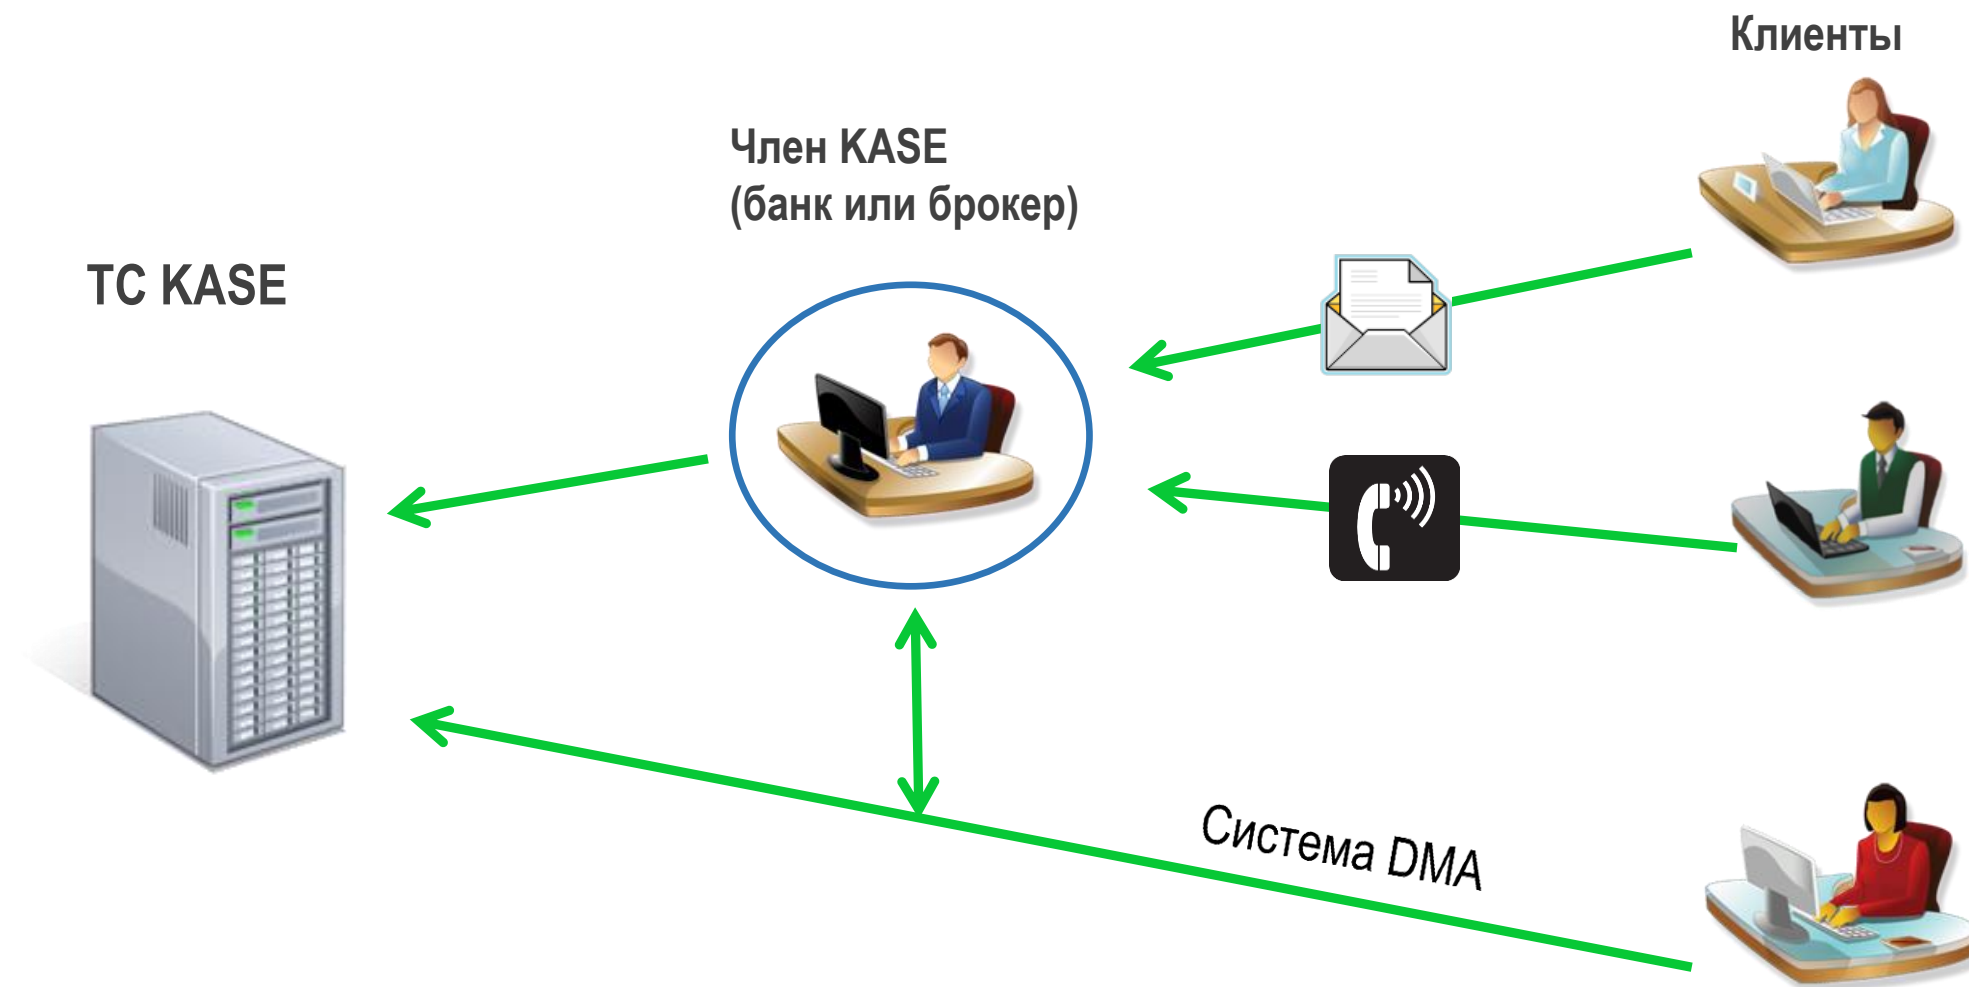 Клиенты
Член KASE
(банк или брокер)
ТС KASE
Система DMA